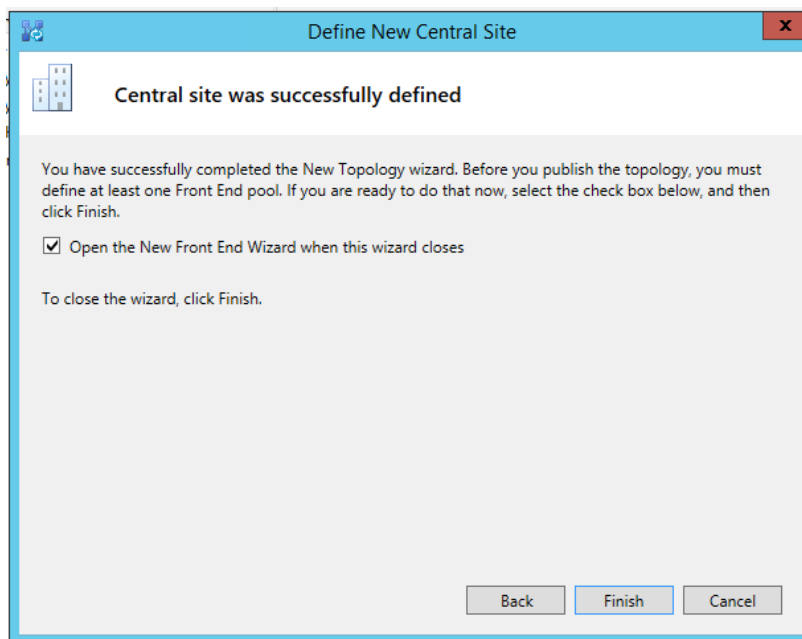 Define New Central Site
x
Central site was successfully defined
You have successfully completed the New Topology wizard. Before you publish the topology, you must
define at least one Front End pool. If you are ready to do that now, select the check box below, and then
click Finish.
Open the New Front End Wizard when this wizard closes
To close the wizard, click Finish.
Back Finish Cancel